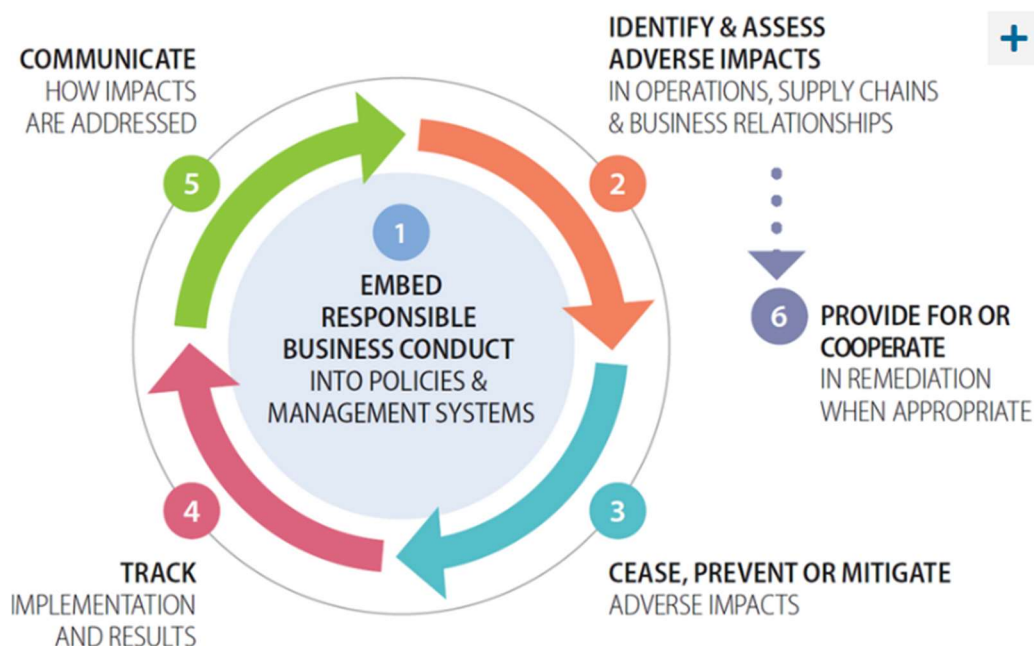 COMMUNICATE
HOW IMPACTS
ARE ADDRESSED
5
IDENTIFY & ASSESS
ADVERSE IMPACTS
IN OPERATIONS, SUPPLY CHAINS
& BUSINESS RELATIONSHIPS
2
1
EMBED
RESPONSIBLE
BUSINESS CONDUCT
INTO POLICIES &
MANAGEMENT SYSTEMS
6
PROVIDE FOR OR
COOPERATE
IN REMEDIATION
WHEN APPROPRIATE
4
TRACK
IMPLEMENTATION
AND RESULTS
3
CEASE, PREVENT OR MITIGATE
ADVERSE IMPACTS
+